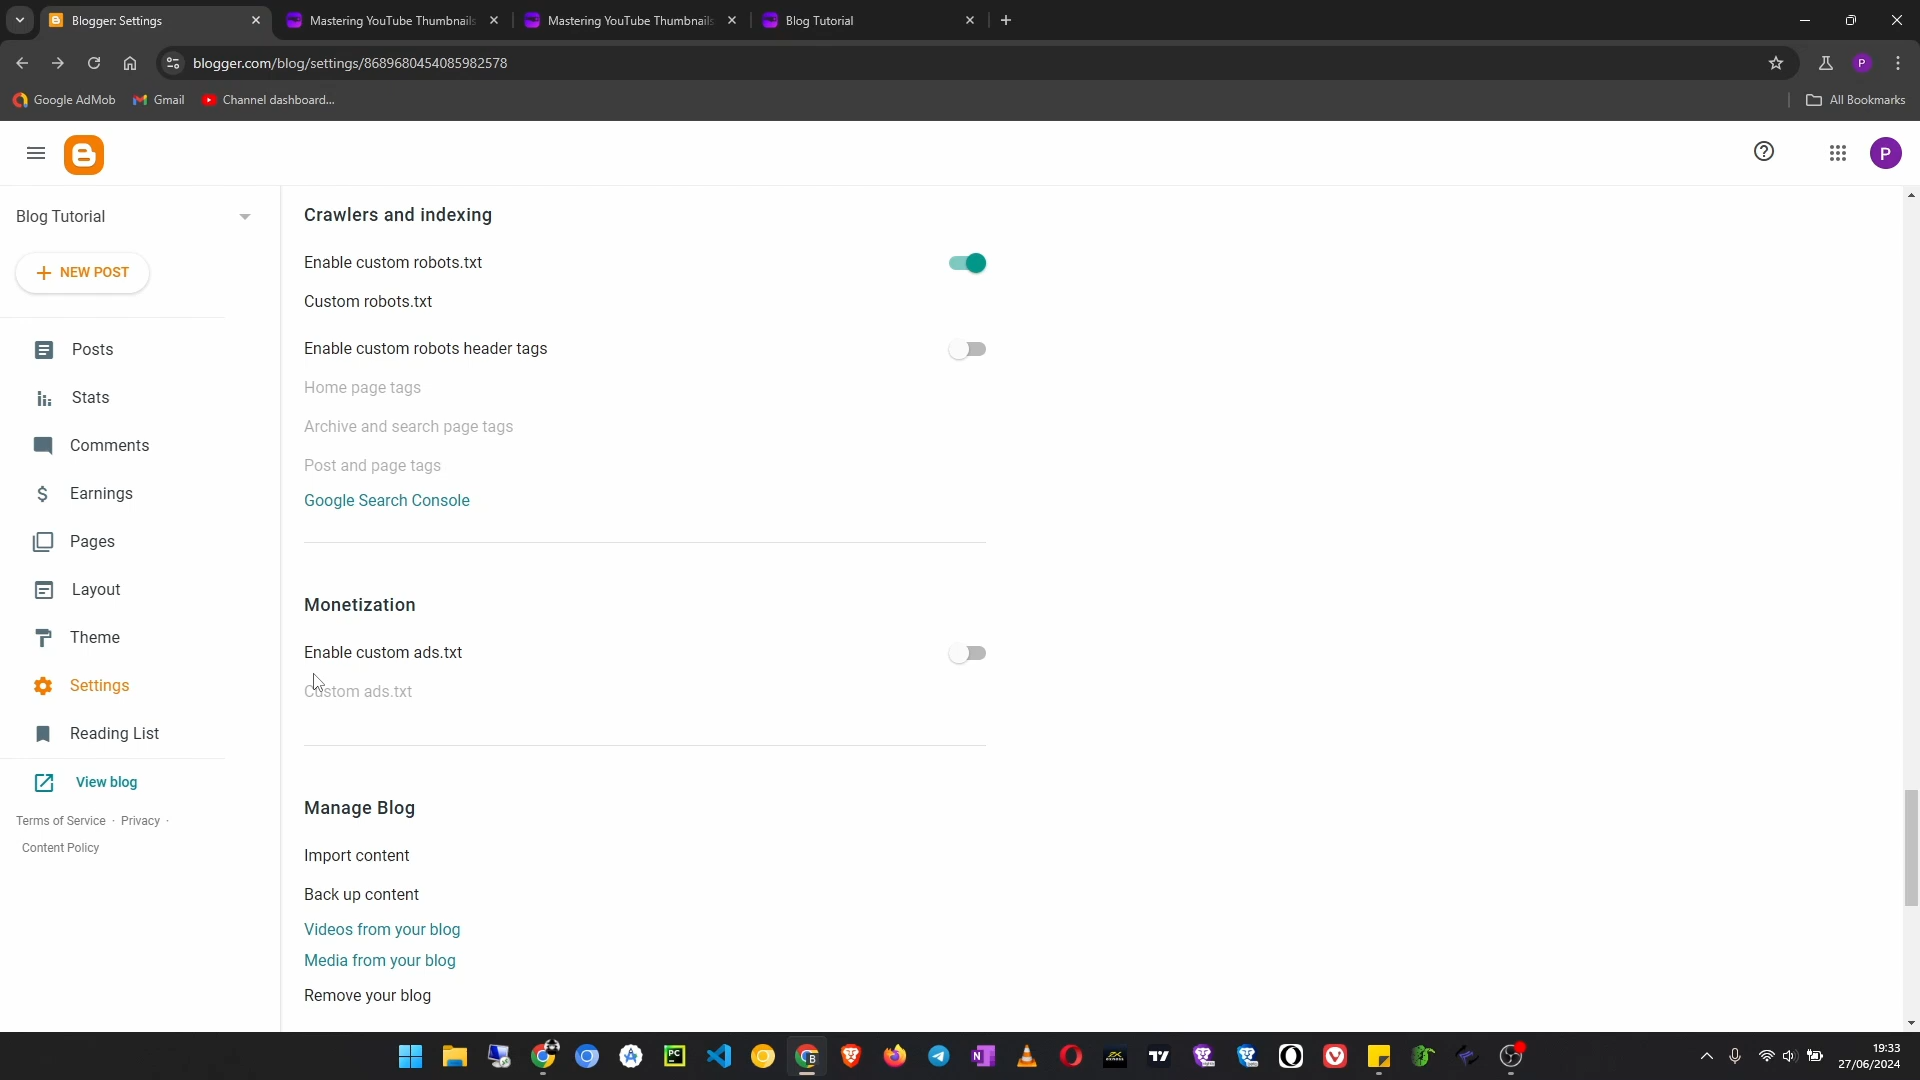 Blogger: Settings
Mastering YouTube Thumbnails
Mastering YouTube Thumbnails
Blog Tutorial
blogger.com/blog/settings/8689680454085982578
P
Google AdMob
Gmail
Channel dashboard...
All Bookmarks
P
Blog Tutorial
NEW POST
Posts
Stats
Comments
Earnings
Pages
Layout
Theme
Settings
Reading List
View blog
Terms of Service · Privacy ·
Content Policy
Crawlers and indexing
Enable custom robots.txt
Custom robots.txt
Enable custom robots header tags
Home page tags
Archive and search page tags
Post and page tags
Google Search Console
Monetization
Enable custom ads.txt
Custom ads.txt
Manage Blog
Import content
Back up content
Videos from your blog
Media from your blog
Remove your blog
19:33
27/06/2024